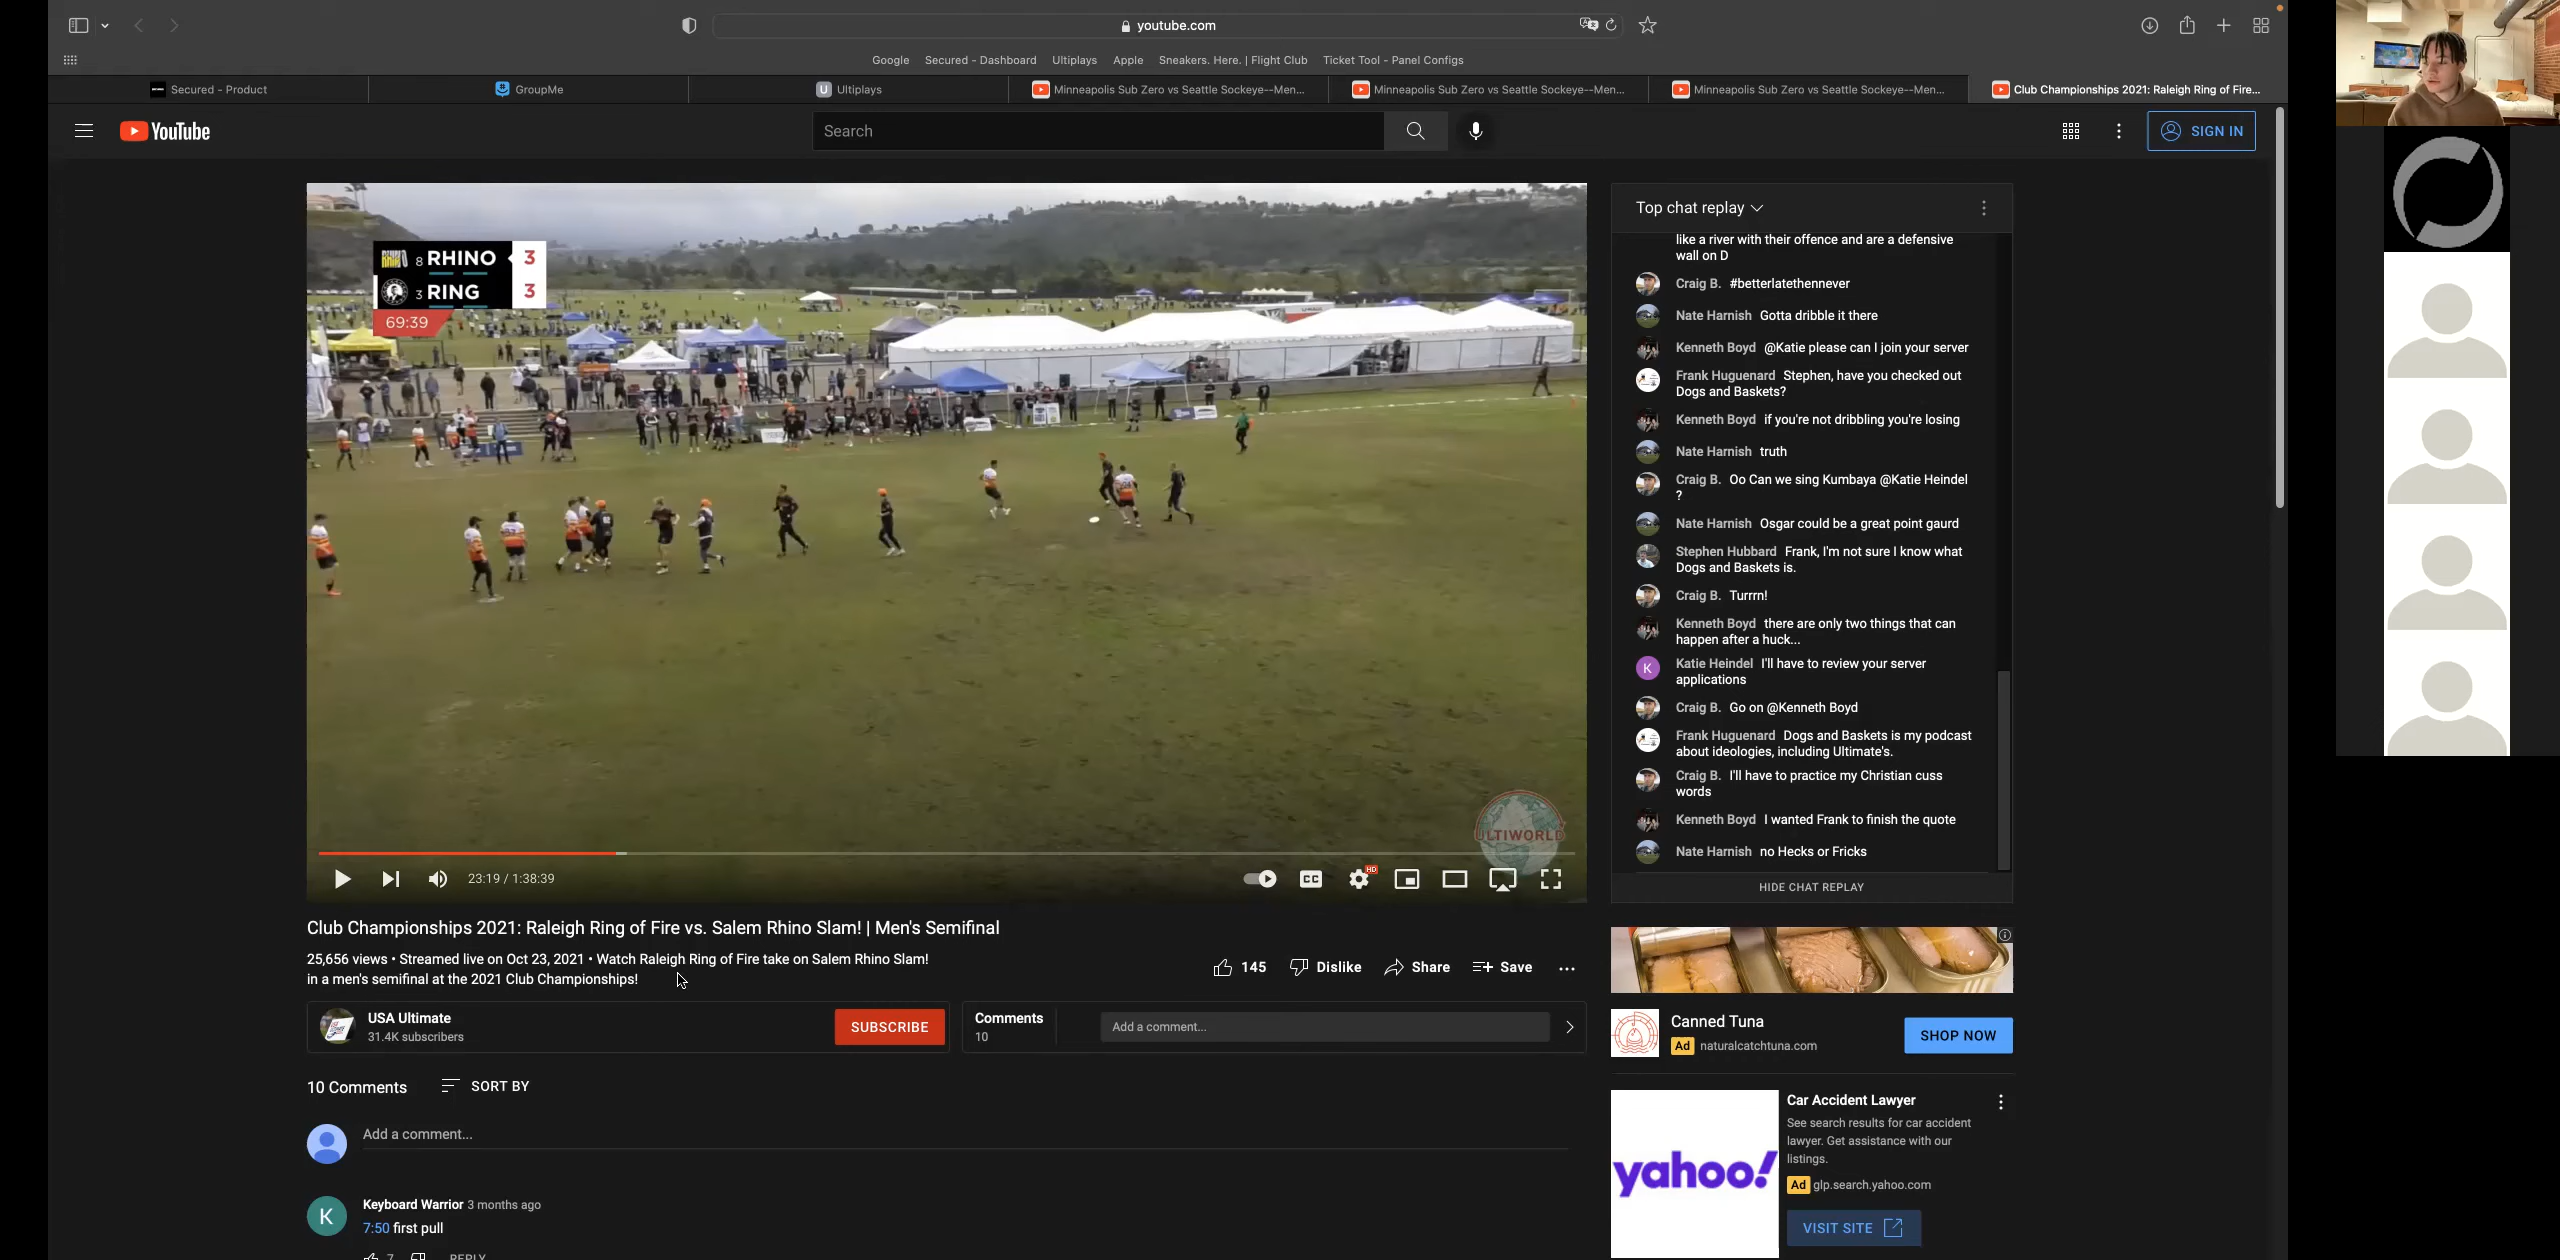 youtube.com
Google Secured - Dashboard Ultiplays Apple Sneakers. Here. | Flight Club Ticket Tool - Panel Configs
Secured - Product
GroupMe
U Ultiplays
Minneapolis Sub Zero vs Seattle Sockeye--Men...
Minneapolis Sub Zero vs Seattle Sockeye--Men...
Minneapolis Sub Zero vs Seattle Sockeye--Men...
Club Championships 2021: Raleigh Ring of Fire...
YouTube
Search
SIGN IN
8 RHINO 3
3 RING 3
69:39
ULTIWORLD
23:19 / 1:38:39
CC
HD
Top chat replay
like a river with their offence and are a defensive
wall on D
Craig B. #betterlatethennever
Nate Harnish Gotta dribble it there
Kenneth Boyd @Katie please can I join your server
Frank Huguenard Stephen, have you checked out
Dogs and Baskets?
Kenneth Boyd if you're not dribbling you're losing
Nate Harnish truth
Craig B. Oo Can we sing Kumbaya @Katie Heindel
?
Nate Harnish Osgar could be a great point gaurd
Stephen Hubbard Frank, I'm not sure I know what
Dogs and Baskets is.
Craig B. Turrrn!
Kenneth Boyd there are only two things that can
happen after a huck...
K Katie Heindel I'll have to review your server
applications
Craig B. Go on @Kenneth Boyd
Frank Huguenard Dogs and Baskets is my podcast
about ideologies, including Ultimate's.
Craig B. I'll have to practice my Christian cuss
words
Kenneth Boyd I wanted Frank to finish the quote
Nate Harnish no Hecks or Fricks
HIDE CHAT REPLAY
Club Championships 2021: Raleigh Ring of Fire vs. Salem Rhino Slam! | Men's Semifinal
25,656 views • Streamed live on Oct 23, 2021 • Watch Raleigh Ring of Fire take on Salem Rhino Slam!
in a men's semifinal at the 2021 Club Championships!
145 Dislike Share Save
USA Ultimate
31.4K subscribers
SUBSCRIBE
Comments
10
Add a comment...
10 Comments SORT BY
Add a comment...
K
Keyboard Warrior 3 months ago
7:50 first pull
7 REPLY
Canned Tuna
Ad naturalcatchtuna.com
SHOP NOW
yahoo!
Car Accident Lawyer
See search results for car accident
lawyer. Get assistance with our
listings.
Ad glp.search.yahoo.com
VISIT SITE